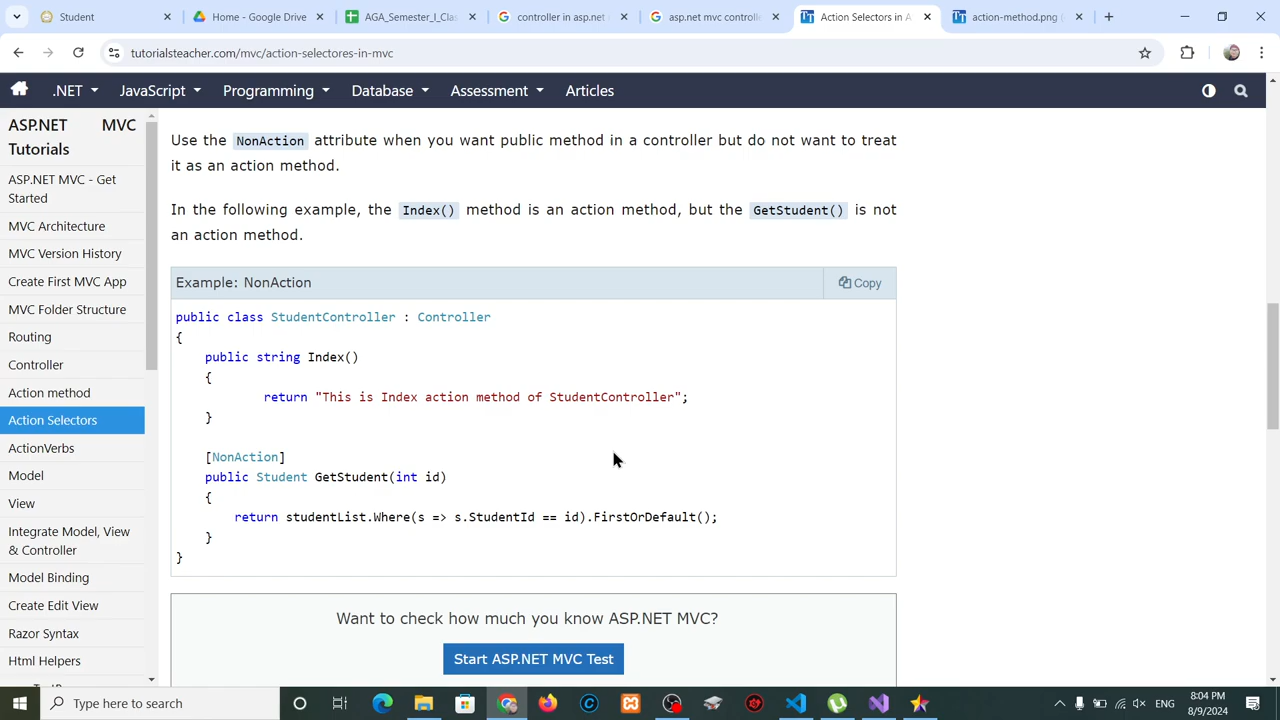 Student
Home - Google Drive
AGA_Semester_I_Clas
controller in asp.net
asp.net mvc controll
Action Selectors in A
action-method.png
tutorialsteacher.com/mvc/action-selectores-in-mvc
.NET
JavaScript
Programming
Database
Assessment
Articles
ASP.NET MVC
Tutorials
ASP.NET MVC - Get
Started
MVC Architecture
MVC Version History
Create First MVC App
MVC Folder Structure
Routing
Controller
Action method
Action Selectors
ActionVerbs
Model
View
Integrate Model, View
& Controller
Model Binding
Create Edit View
Razor Syntax
Html Helpers
Use the NonAction attribute when you want public method in a controller but do not want to treat
it as an action method.
In the following example, the Index() method is an action method, but the GetStudent() is not
an action method.
Example: NonAction
Copy
public class StudentController : Controller
{
public string Index()
{
return "This is Index action method of StudentController";
}
[NonAction]
public Student GetStudent(int id)
{
return studentList.Where(s => s.StudentId == id).FirstOrDefault();
}
}
Want to check how much you know ASP.NET MVC?
Start ASP.NET MVC Test
Type here to search
ENG
8:04 PM
8/9/2024